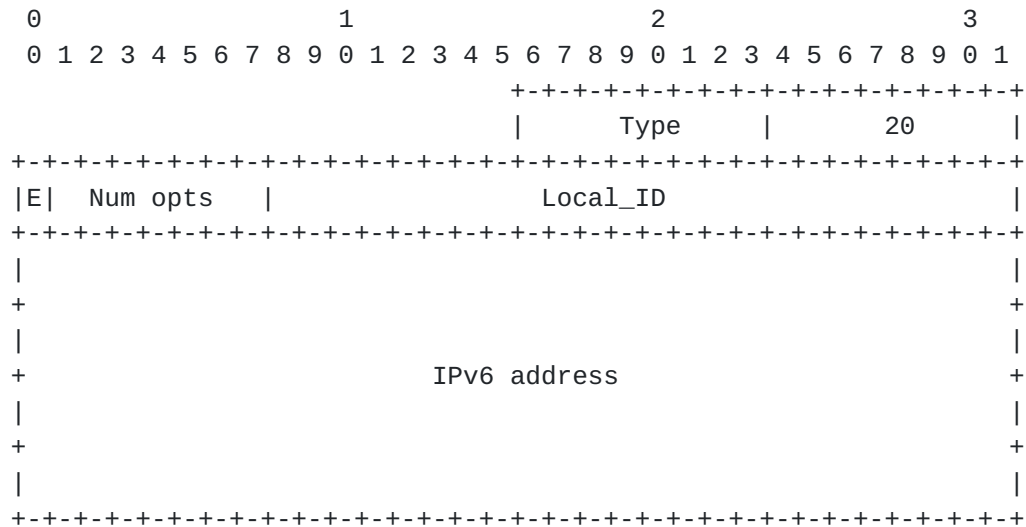 0                   1                   2                   3
 0 1 2 3 4 5 6 7 8 9 0 1 2 3 4 5 6 7 8 9 0 1 2 3 4 5 6 7 8 9 0 1
                                +-+-+-+-+-+-+-+-+-+-+-+-+-+-+-+-+
                                |      Type     |       20      |
+-+-+-+-+-+-+-+-+-+-+-+-+-+-+-+-+-+-+-+-+-+-+-+-+-+-+-+-+-+-+-+-+
|E|  Num opts   |                 Local_ID                      |
+-+-+-+-+-+-+-+-+-+-+-+-+-+-+-+-+-+-+-+-+-+-+-+-+-+-+-+-+-+-+-+-+
|                                                               |
+                                                               +
|                                                               |
+                          IPv6 address                         +
|                                                               |
+                                                               +
|                                                               |
+-+-+-+-+-+-+-+-+-+-+-+-+-+-+-+-+-+-+-+-+-+-+-+-+-+-+-+-+-+-+-+-+